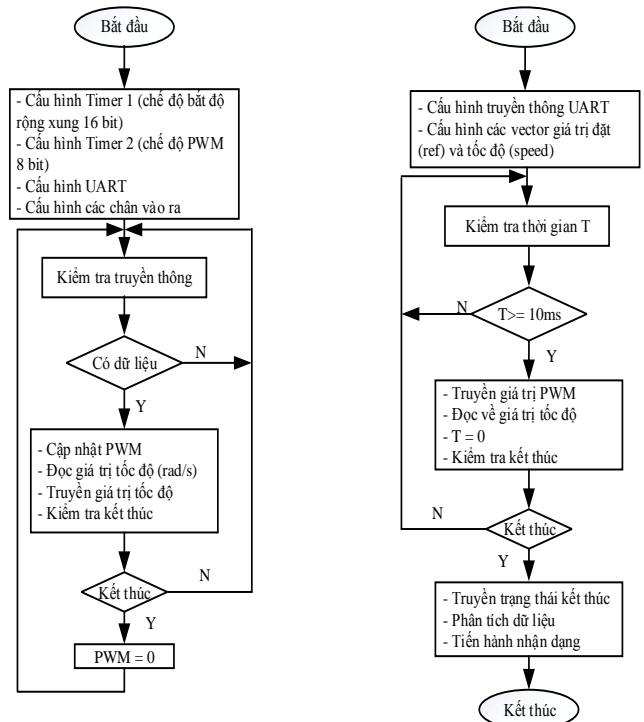 Bắt đầu
- Cấu hình Timer 1 (chế độ bắt độ
rộng xung 16 bit)
- Cấu hình Timer 2 (chế độ PWM
8 bit)
- Cấu hình UART
- Cấu hình các chân vào ra
Kiểm tra truyền thông
Có dữ liệu
N
Y
- Cập nhật PWM
- Đọc giá trị tốc độ (rad/s)
- Truyền giá trị tốc độ
- Kiểm tra kết thúc
Kết thúc
N
Y
PWM = 0
Bắt đầu
- Cấu hình truyền thông UART
- Cấu hình các vector giá trị đặt
(ref) và tốc độ (speed)
Kiểm tra thời gian T
N
T>= 10ms
Y
- Truyền giá trị PWM
- Đọc về giá trị tốc độ
- T = 0
- Kiểm tra kết thúc
N
Kết thúc
Y
- Truyền trạng thái kết thúc
- Phân tích dữ liệu
- Tiến hành nhận dạng
Kết thúc